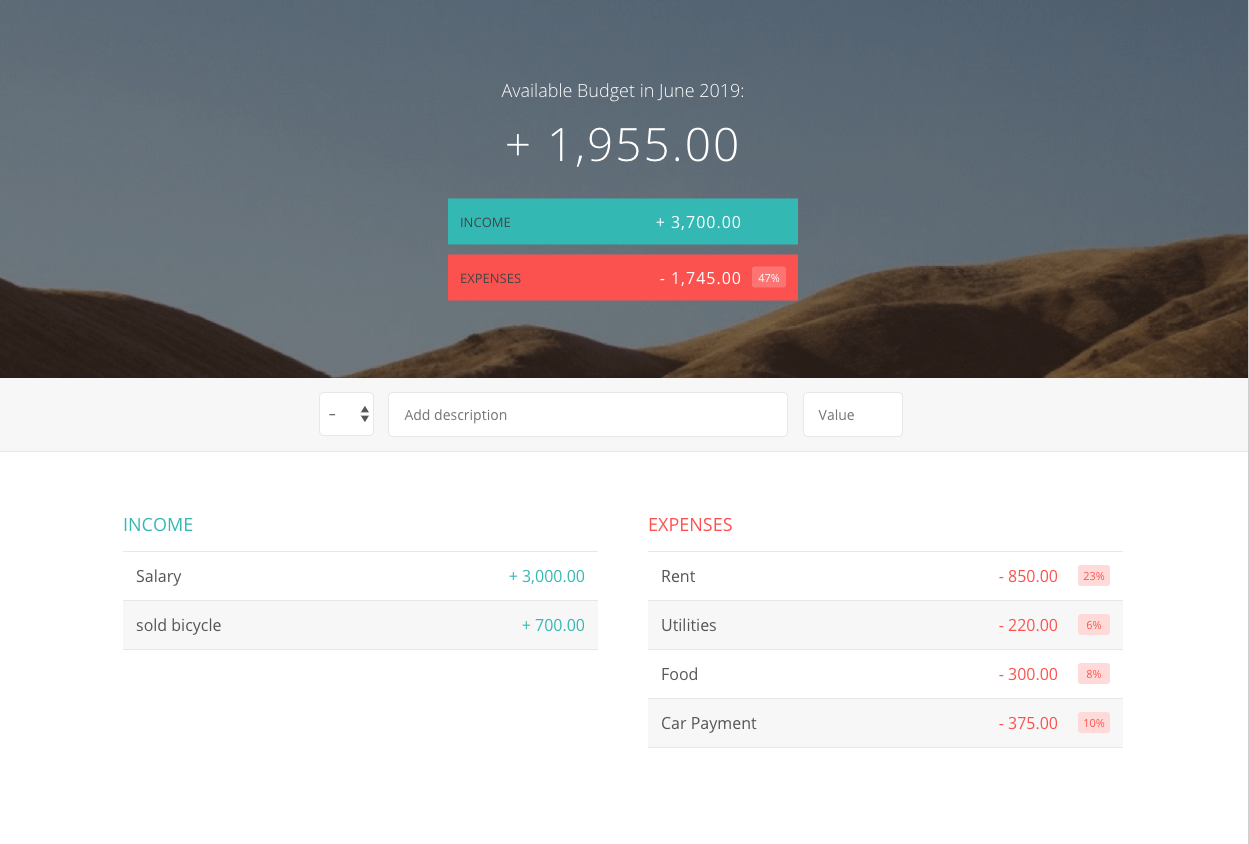 Available Budget in June 2019:
+ 1,955.00
INCOME + 3,700.00
EXPENSES - 1,745.00 47%
- Add description Value
INCOME
Salary + 3,000.00
sold bicycle + 700.00
EXPENSES
Rent - 850.00 23%
Utilities - 220.00 6%
Food - 300.00 8%
Car Payment - 375.00 10%